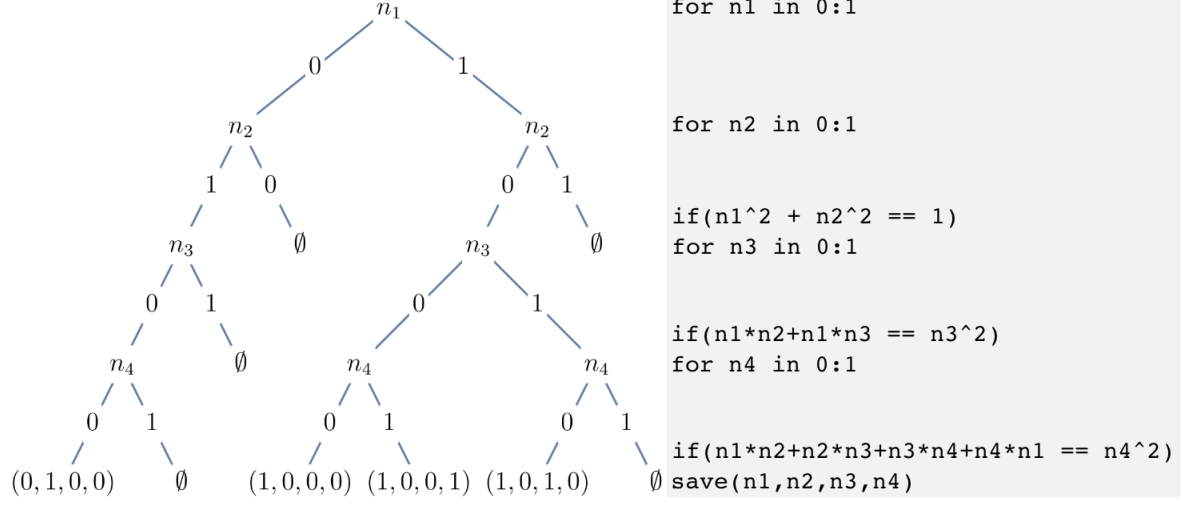 n₁
for n1 in 0:1
0 1
n₂ n₂
for n2 in 0:1
1 0 0 1
if(n1^2 + n2^2 == 1)
n₃ ∅ n₃ ∅
for n3 in 0:1
0 1 0 1
if(n1*n2+n1*n3 == n3^2)
n₄ ∅ n₄ n₄
for n4 in 0:1
0 1 0 1 0 1
if(n1*n2+n2*n3+n3*n4+n4*n1 == n4^2)
(0, 1, 0, 0) ∅ (1, 0, 0, 0) (1, 0, 0, 1) (1, 0, 1, 0) ∅
save(n1,n2,n3,n4)